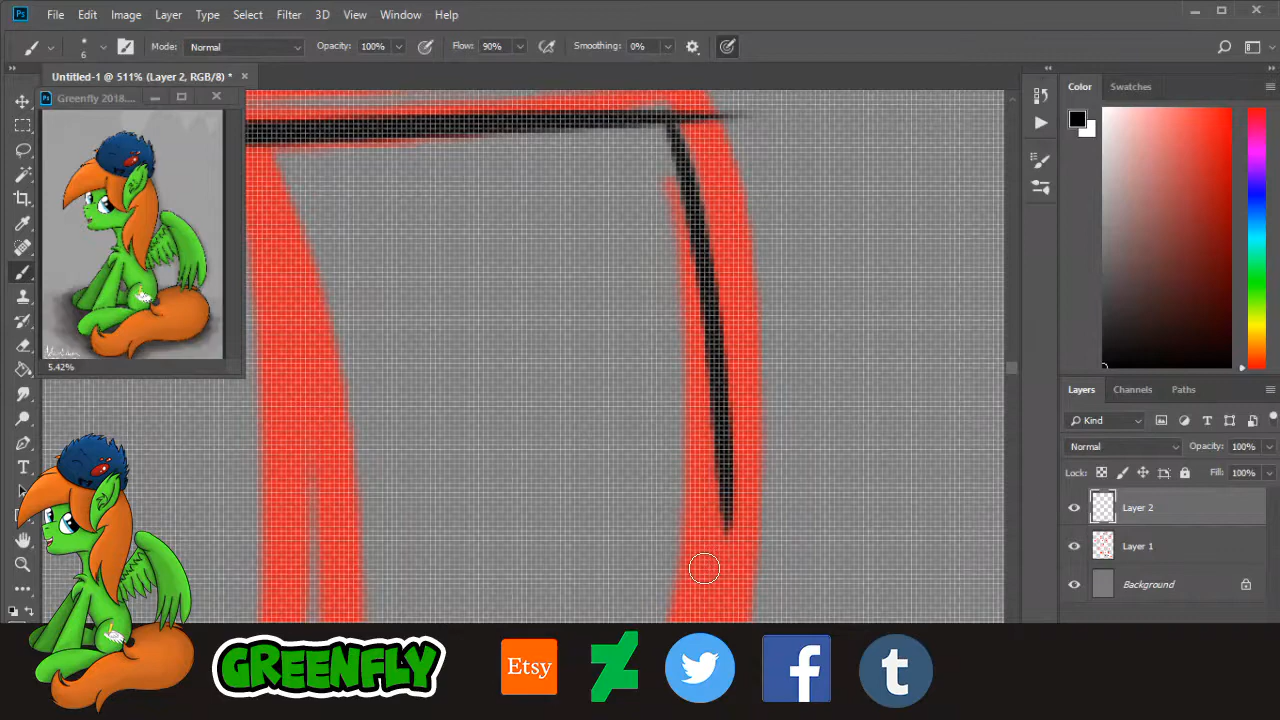 Ps File Edit Image Layer Type Select Filter 3D View Window Help
6 Mode: Normal Opacity: 100% Flow: 90% Smoothing: 0%
Untitled-1 @ 511% (Layer 2, RGB/8) *
Color Swatches
Greenfly 2018....
5.42%
Layers Channels Paths
Kind
Normal Opacity: 100%
Lock: Fill: 100%
Layer 2
Layer 1
Background
GREENFLY Etsy